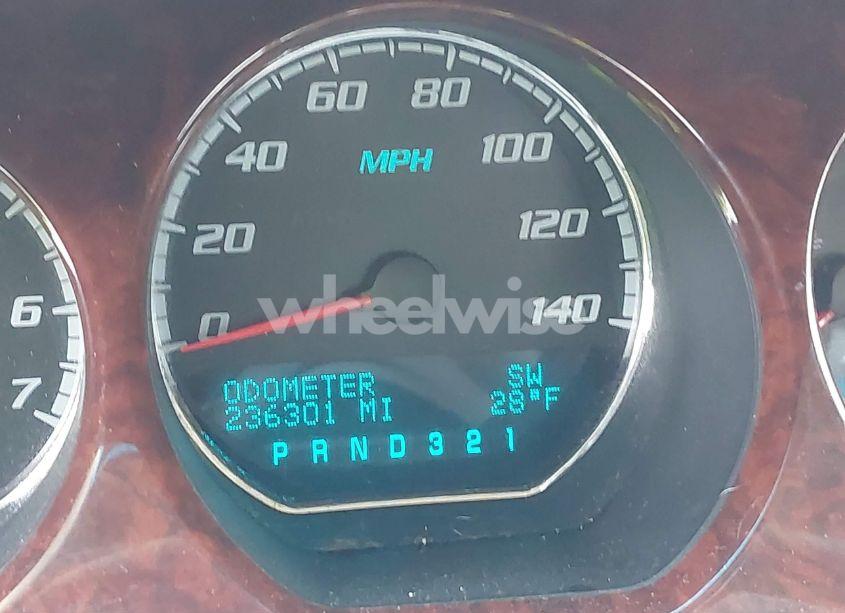 60 80
40 MPH 100
20 120
6 0 wheelwise 140
7
ODOMETER SW
236301 MI 28°F
P R N D 3 2 1